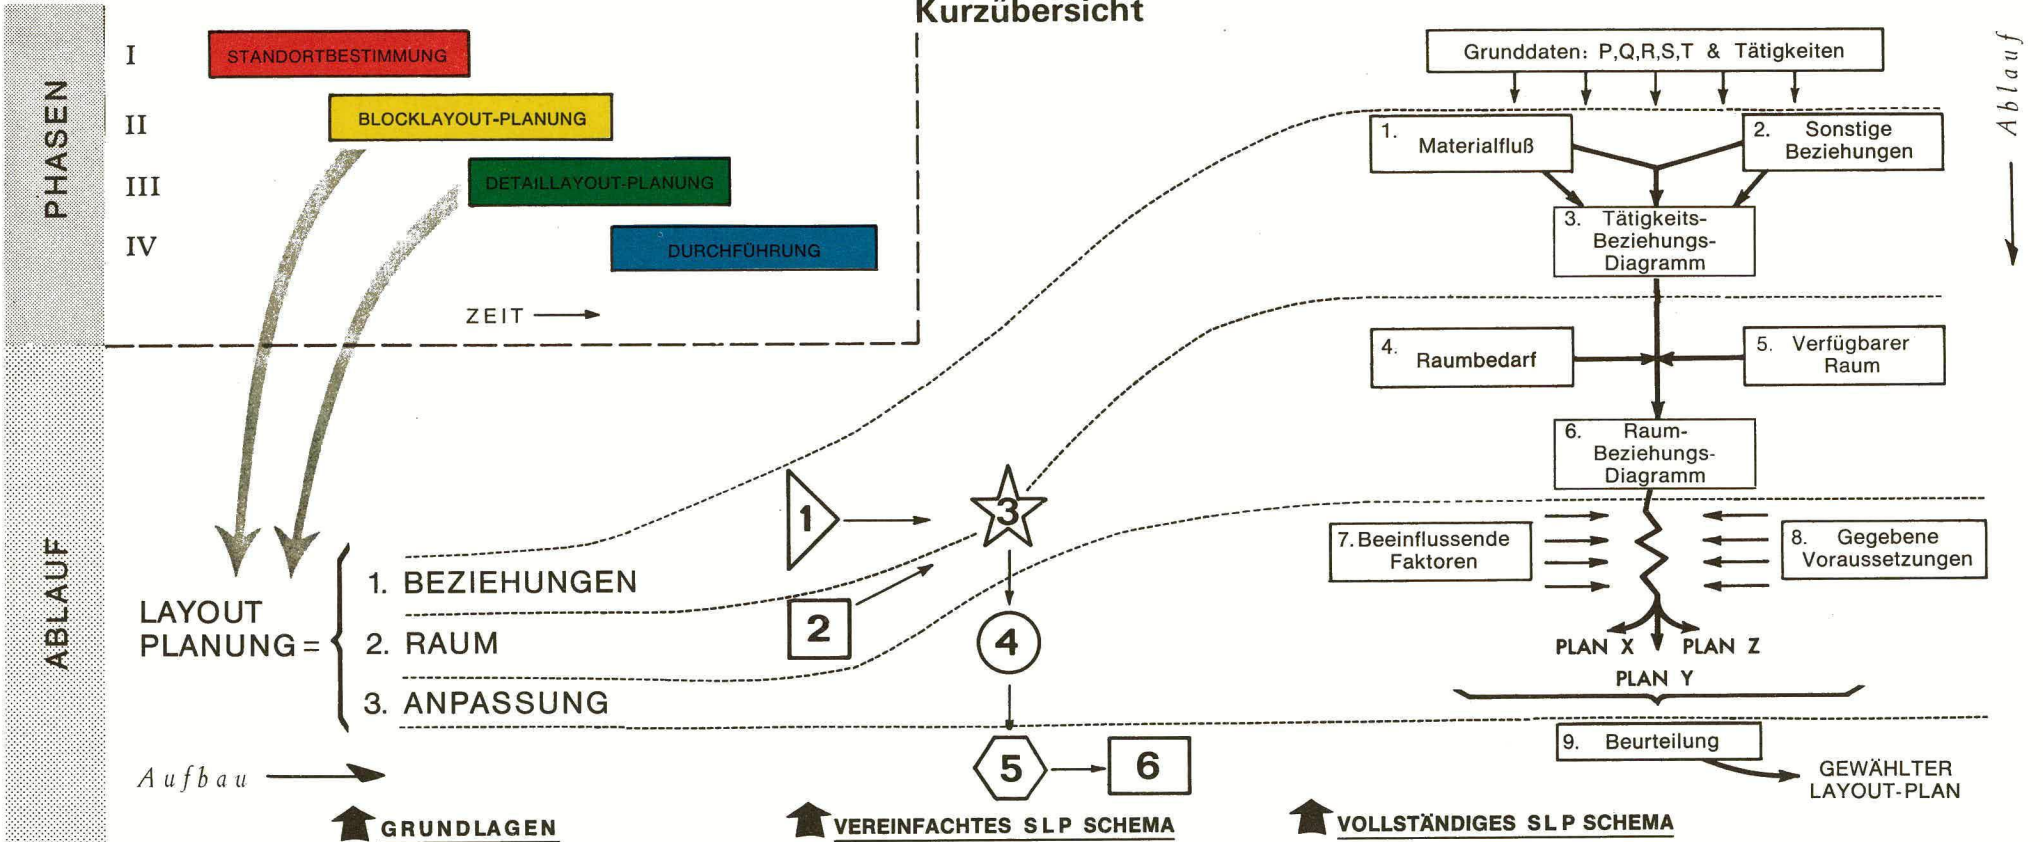 Kurzübersicht
PHASEN
I
STANDORTBESTIMMUNG
II
BLOCKLAYOUT-PLANUNG
III
DETAILLAYOUT-PLANUNG
IV
DURCHFÜHRUNG
ZEIT
ABLAUF
LAYOUT
PLANUNG =
1. BEZIEHUNGEN
2. RAUM
3. ANPASSUNG
Aufbau
GRUNDLAGEN
1
2
3
4
5
6
VEREINFACHTES SLP SCHEMA
Grunddaten: P,Q,R,S,T & Tätigkeiten
Ablauf
1.
Materialfluß
2. Sonstige
Beziehungen
3. Tätigkeits-
Beziehungs-
Diagramm
4.
Raumbedarf
5. Verfügbarer
Raum
6. Raum-
Beziehungs-
Diagramm
7. Beeinflussende
Faktoren
8. Gegebene
Voraussetzungen
PLAN X
PLAN Z
PLAN Y
9. Beurteilung
GEWÄHLTER
LAYOUT-PLAN
VOLLSTÄNDIGES SLP SCHEMA